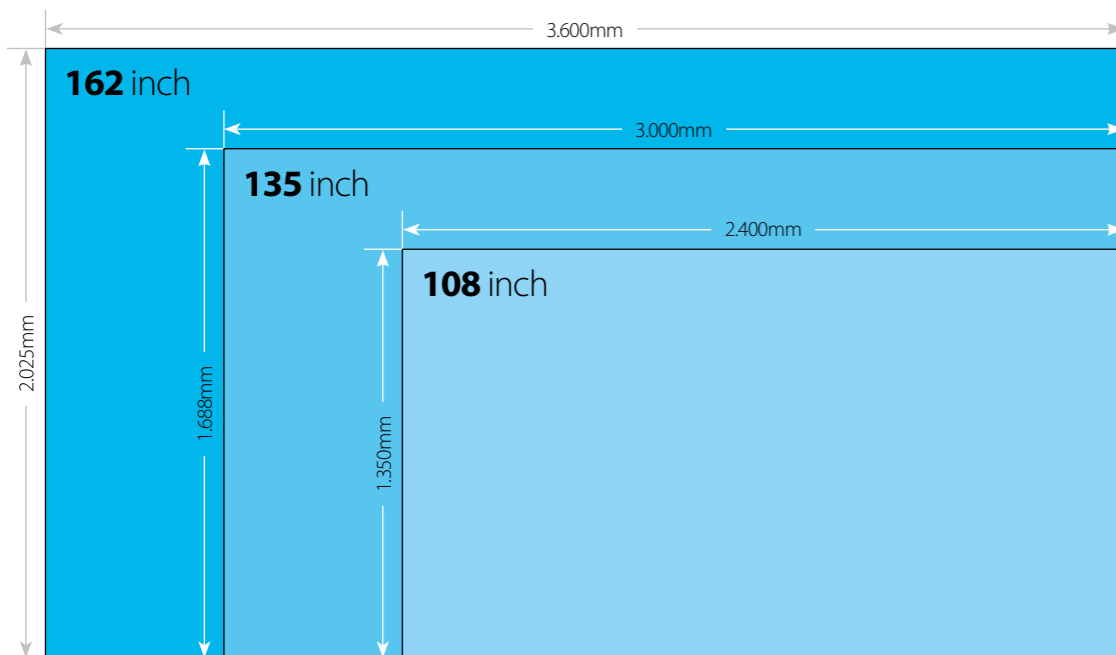 3.600mm
162 inch
3.000mm
135 inch
2.400mm
108 inch
2.025mm
1.688mm
1.350mm